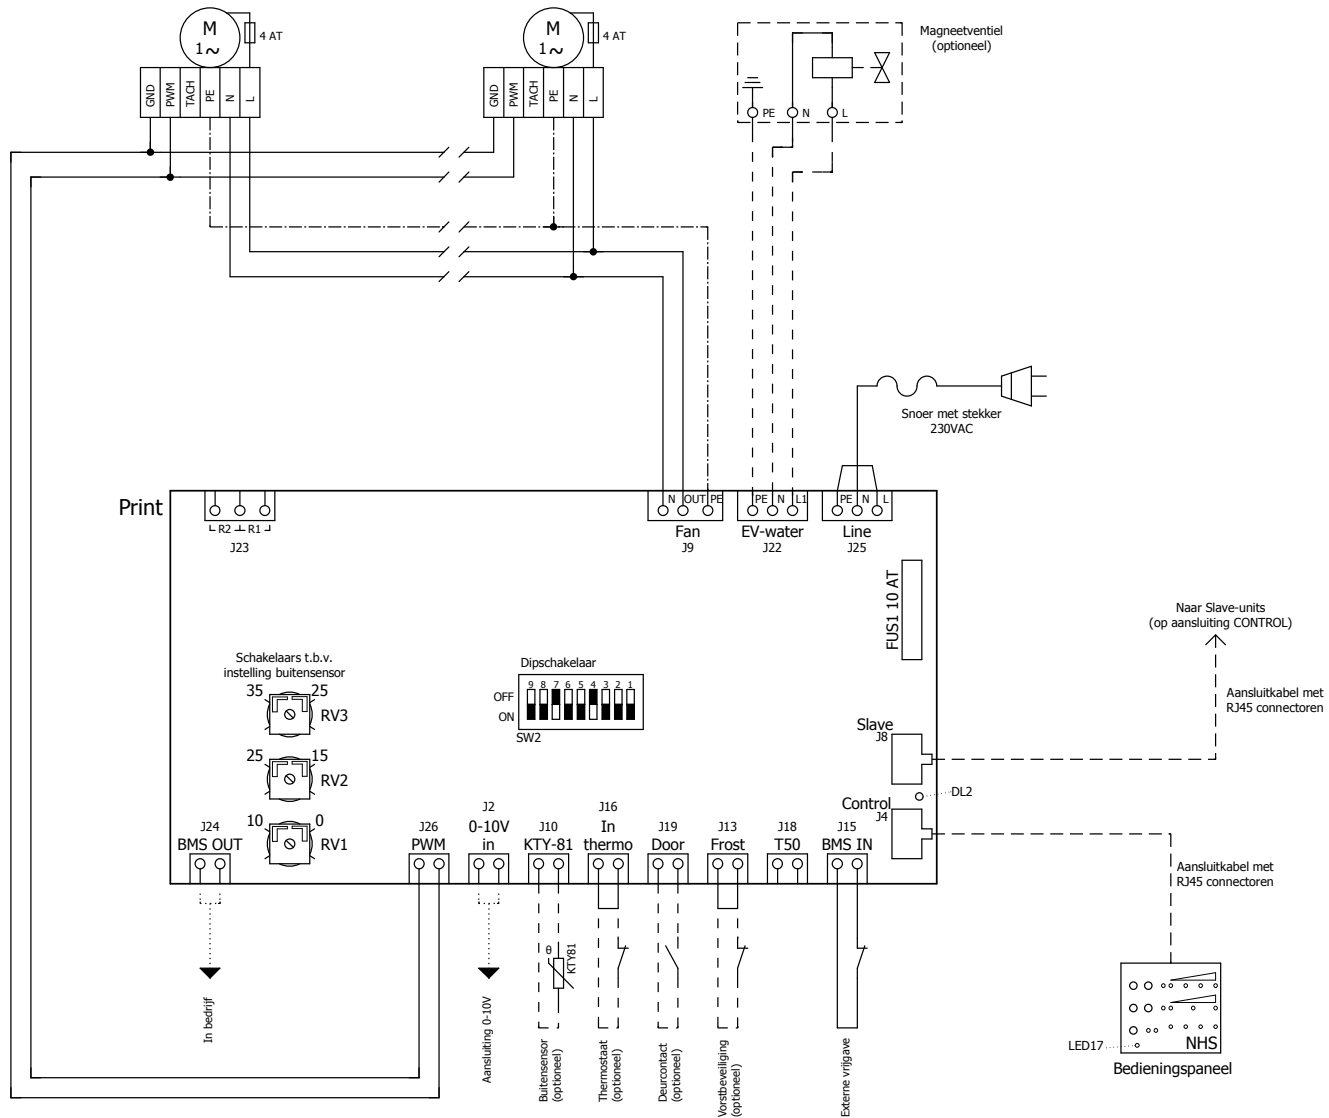 M
1~
4 AT
M
1~
4 AT
GND PWM TACH PE N L
GND PWM TACH PE N L
Magneetventiel
(optioneel)
PE N L
Snoer met stekker
230VAC
Print
R2 R1
J23
N OUT PE
Fan
J9
PE N L1
EV-water
J22
PE N L
Line
J25
FUS1 10 AT
Naar Slave-units
(op aansluiting CONTROL)
Aansluitkabel met
RJ45 connectoren
Schakelaars t.b.v.
instelling buitensensor
35 25
RV3
25 15
RV2
10 0
RV1
Dipschakelaar
9 8 7 6 5 4 3 2 1
OFF
ON
SW2
Slave
J8
DL2
Control
J4
J24
BMS OUT
J26
PWM
J2
0-10V
in
J10
KTY-81
J16
In
thermo
J19
Door
J13
Frost
J18
T50
J15
BMS IN
Aansluitkabel met
RJ45 connectoren
In bedrijf
Aansluiting 0-10V
θ
KTY81
Buitensensor
(optioneel)
Thermostaat
(optioneel)
Deurcontact
(optioneel)
Vorstbeveiliging
(optioneel)
Externe vrijgave
LED17
NHS
Bedieningspaneel